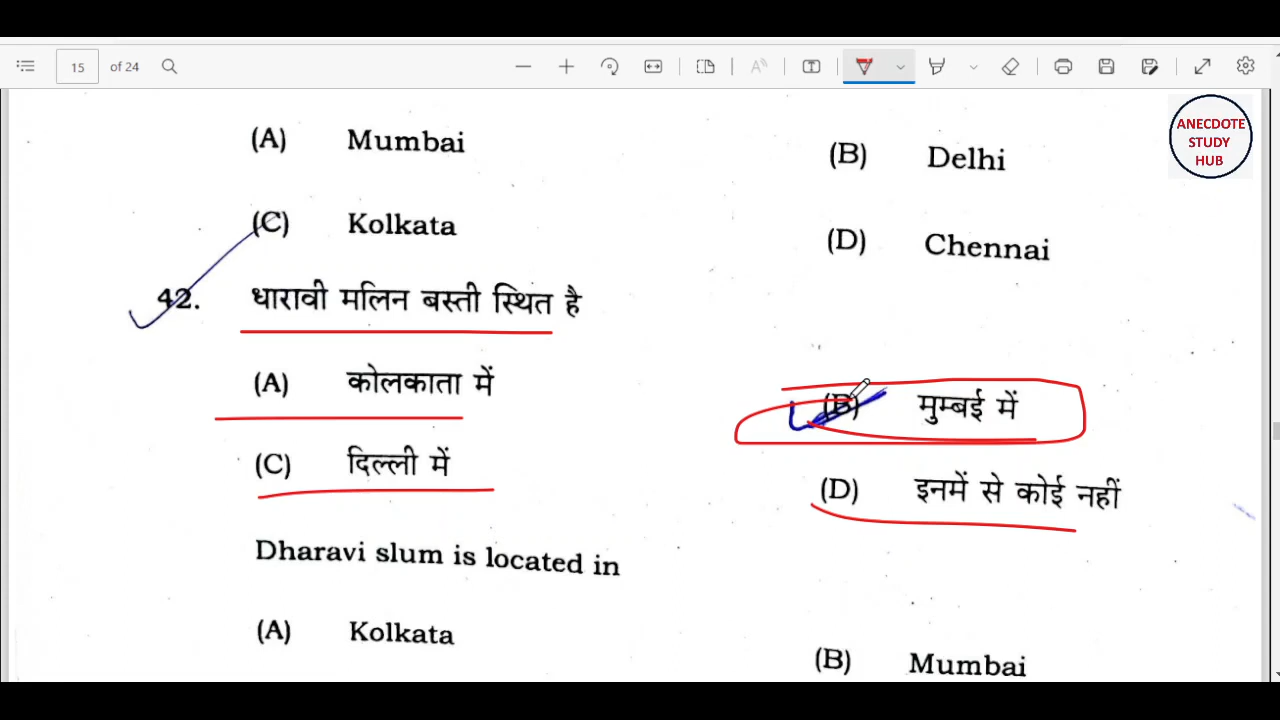 15 of 24
ANECDOTE
STUDY
HUB
(A) Mumbai (B) Delhi
(C) Kolkata (D) Chennai
42. धारावी मलिन बस्ती स्थित है
(A) कोलकाता में (B) मुम्बई में
(C) दिल्ली में (D) इनमें से कोई नहीं
Dharavi slum is located in
(A) Kolkata (B) Mumbai